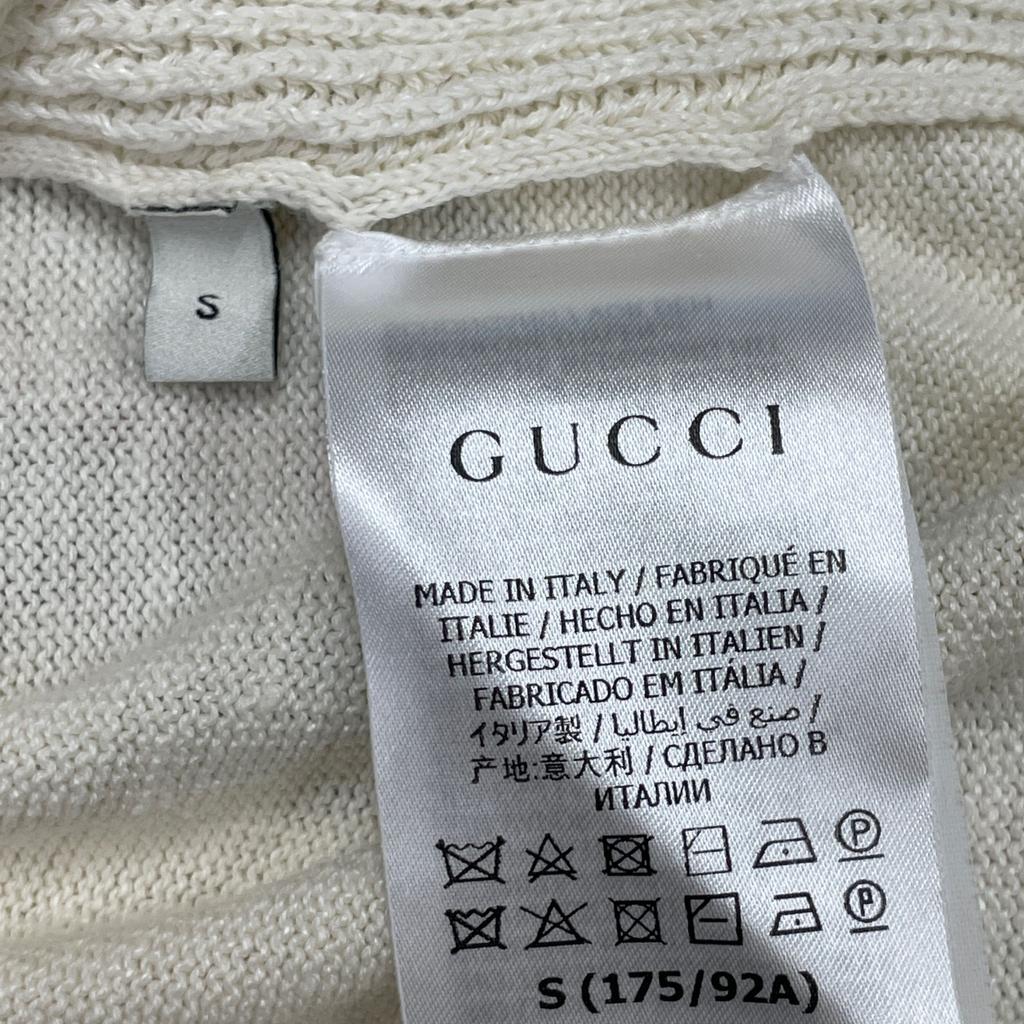 S
GUCCI
MADE IN ITALY / FABRIQUÉ EN
ITALIE / HECHO EN ITALIA /
HERGESTELLT IN ITALIEN /
FABRICADO EM ITÁLIA /
イタリア製 / صنع في إيطاليا /
产地:意大利 / СДЕЛАНО В
ИТАЛИИ
P
P
S (175/92A)